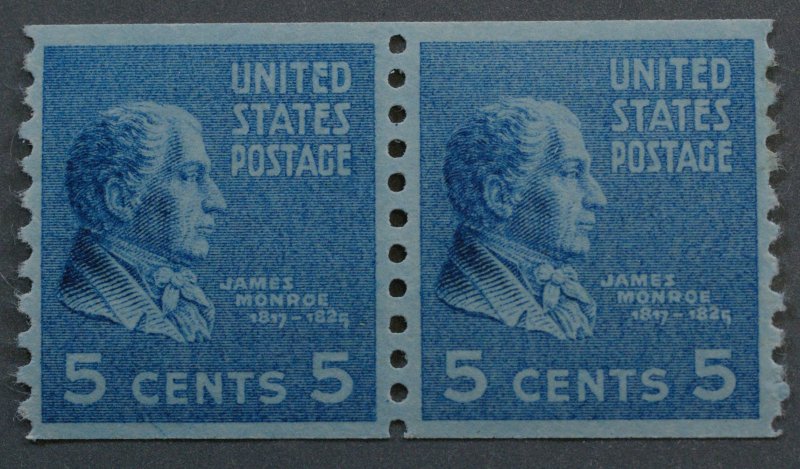 UNITED
STATES
POSTAGE
JAMES
MONROE
1817-1825
5 CENTS 5
UNITED
STATES
POSTAGE
JAMES
MONROE
1817-1825
5 CENTS 5